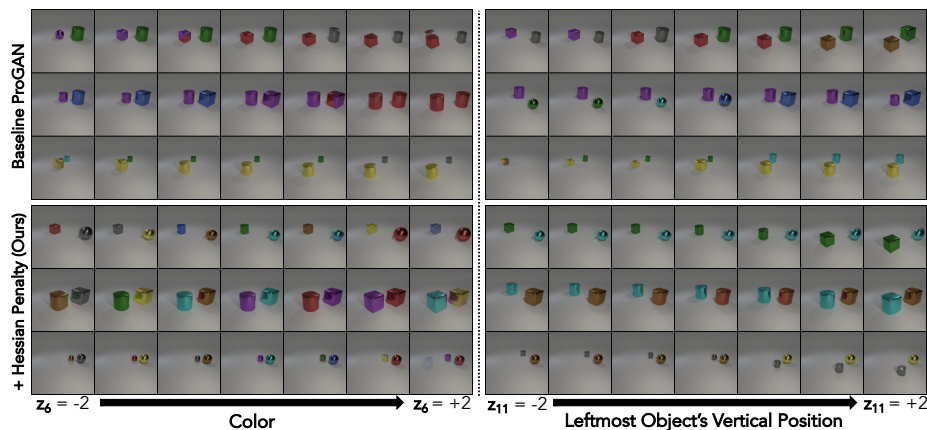 Baseline ProGAN
+ Hessian Penalty (Ours)
z₆ = -2
z₆ = +2
Color
z₁₁ = -2
z₁₁ = +2
Leftmost Object's Vertical Position